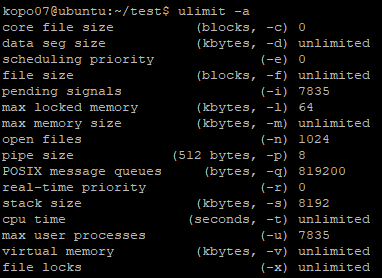 kopo07@ubuntu:~/test$ ulimit -a
core file size          (blocks, -c) 0
data seg size           (kbytes, -d) unlimited
scheduling priority             (-e) 0
file size               (blocks, -f) unlimited
pending signals                 (-i) 7835
max locked memory       (kbytes, -l) 64
max memory size         (kbytes, -m) unlimited
open files                      (-n) 1024
pipe size            (512 bytes, -p) 8
POSIX message queues     (bytes, -q) 819200
real-time priority              (-r) 0
stack size              (kbytes, -s) 8192
cpu time               (seconds, -t) unlimited
max user processes              (-u) 7835
virtual memory          (kbytes, -v) unlimited
file locks                      (-x) unlimited